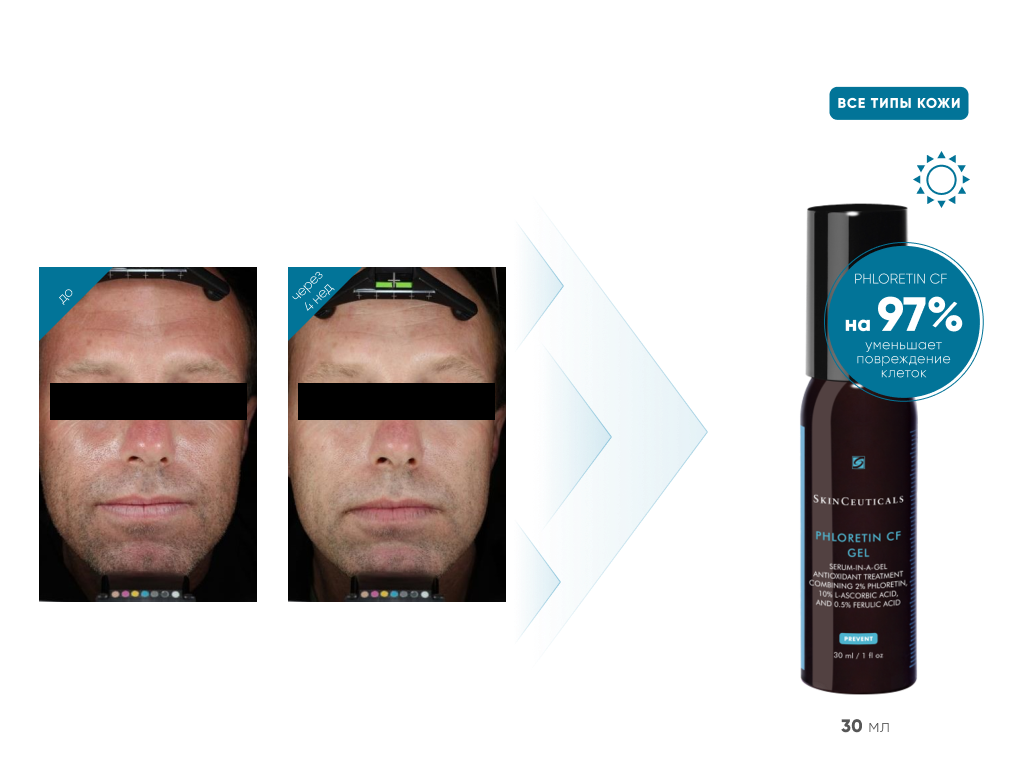 ВСЕ ТИПЫ КОЖИ
до
через
4 нед
PHLORETIN CF
на 97%
уменьшает
повреждение
клеток
SKINCEUTICALS
PHLORETIN CF
GEL
SERUM-IN-A-GEL
ANTIOXIDANT TREATMENT
COMBINING 2% PHLORETIN,
10% L-ASCORBIC ACID,
AND 0.5% FERULIC ACID
PREVENT
30 ml / 1 fl oz
30 мл